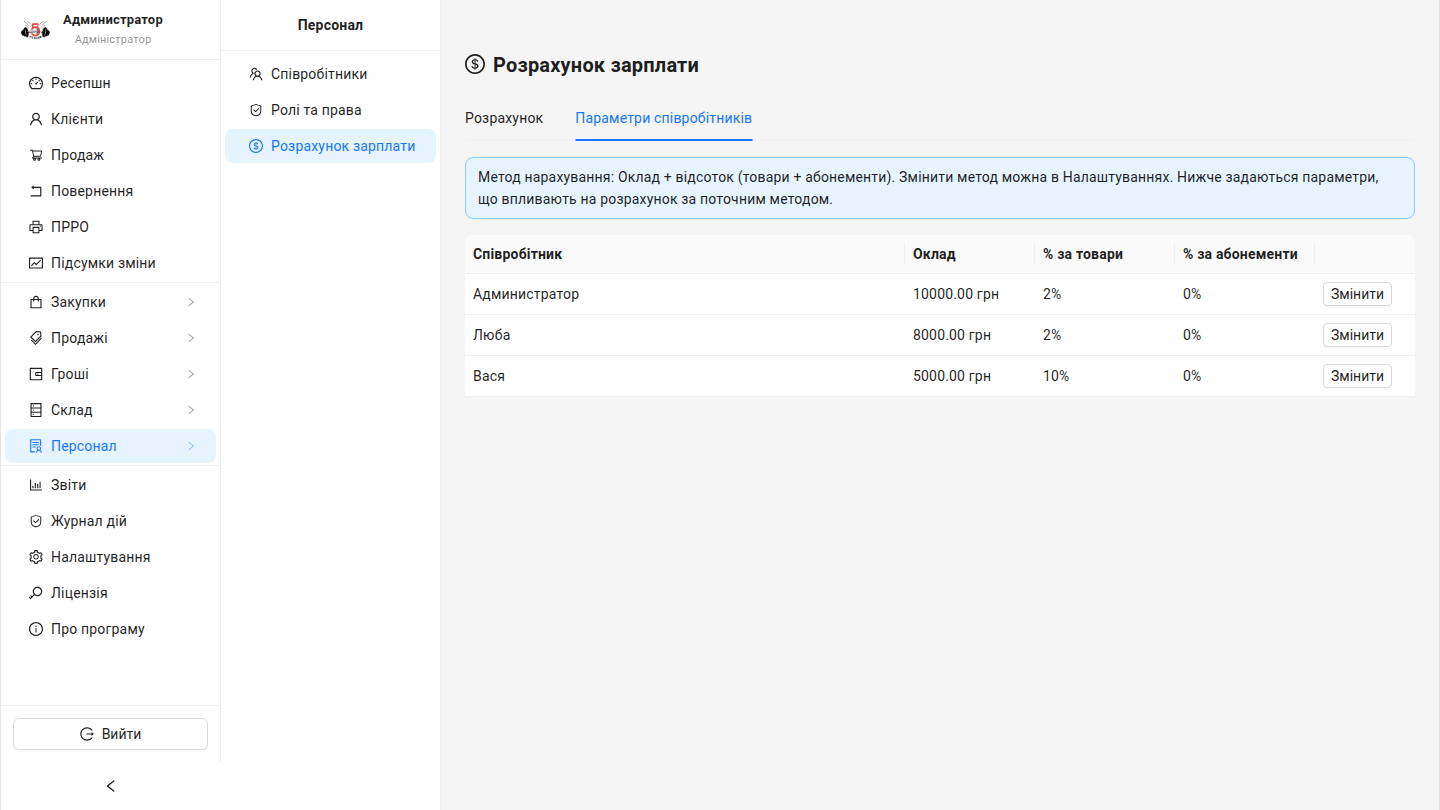 5
Администратор
Адміністратор
Ресепшн
Клієнти
Продаж
Повернення
ПРРО
Підсумки зміни
Закупки
Продажі
Гроші
Склад
Персонал
Звіти
Журнал дій
Налаштування
Ліцензія
Про програму
Вийти
Персонал
Співробітники
Ролі та права
Розрахунок зарплати
Розрахунок зарплати
Розрахунок Параметри співробітників
Метод нарахування: Оклад + відсоток (товари + абонементи). Змінити метод можна в Налаштуваннях. Нижче задаються параметри,
що впливають на розрахунок за поточним методом.
Співробітник Оклад % за товари % за абонементи
Администратор 10000.00 грн 2% 0% Змінити
Люба 8000.00 грн 2% 0% Змінити
Вася 5000.00 грн 10% 0% Змінити